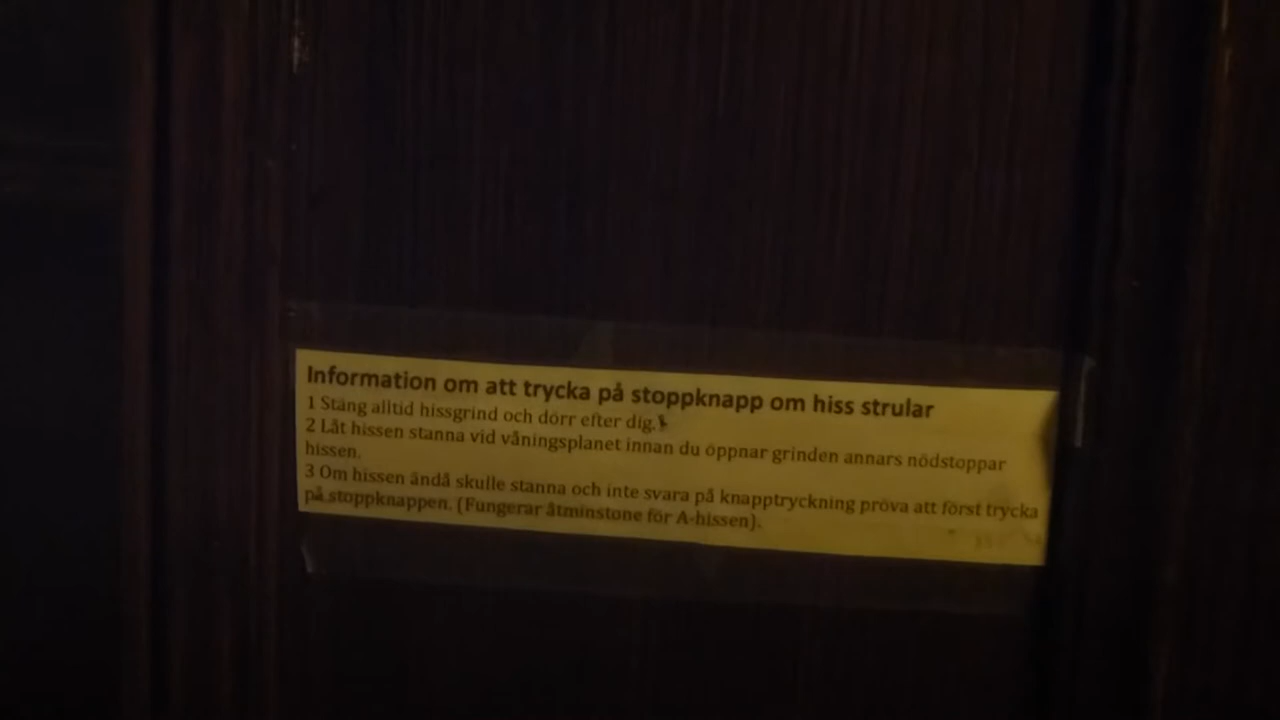 Information om att trycka på stoppknapp om hiss strular
1 Stäng alltid hissgrind och dörr efter dig.
2 Låt hissen stanna vid våningsplanet innan du öppnar grinden annars nödstoppar
hissen.
3 Om hissen ändå skulle stanna och inte svara på knapptryckning pröva att först trycka
på stoppknappen. (Fungerar åtminstone för A-hissen).